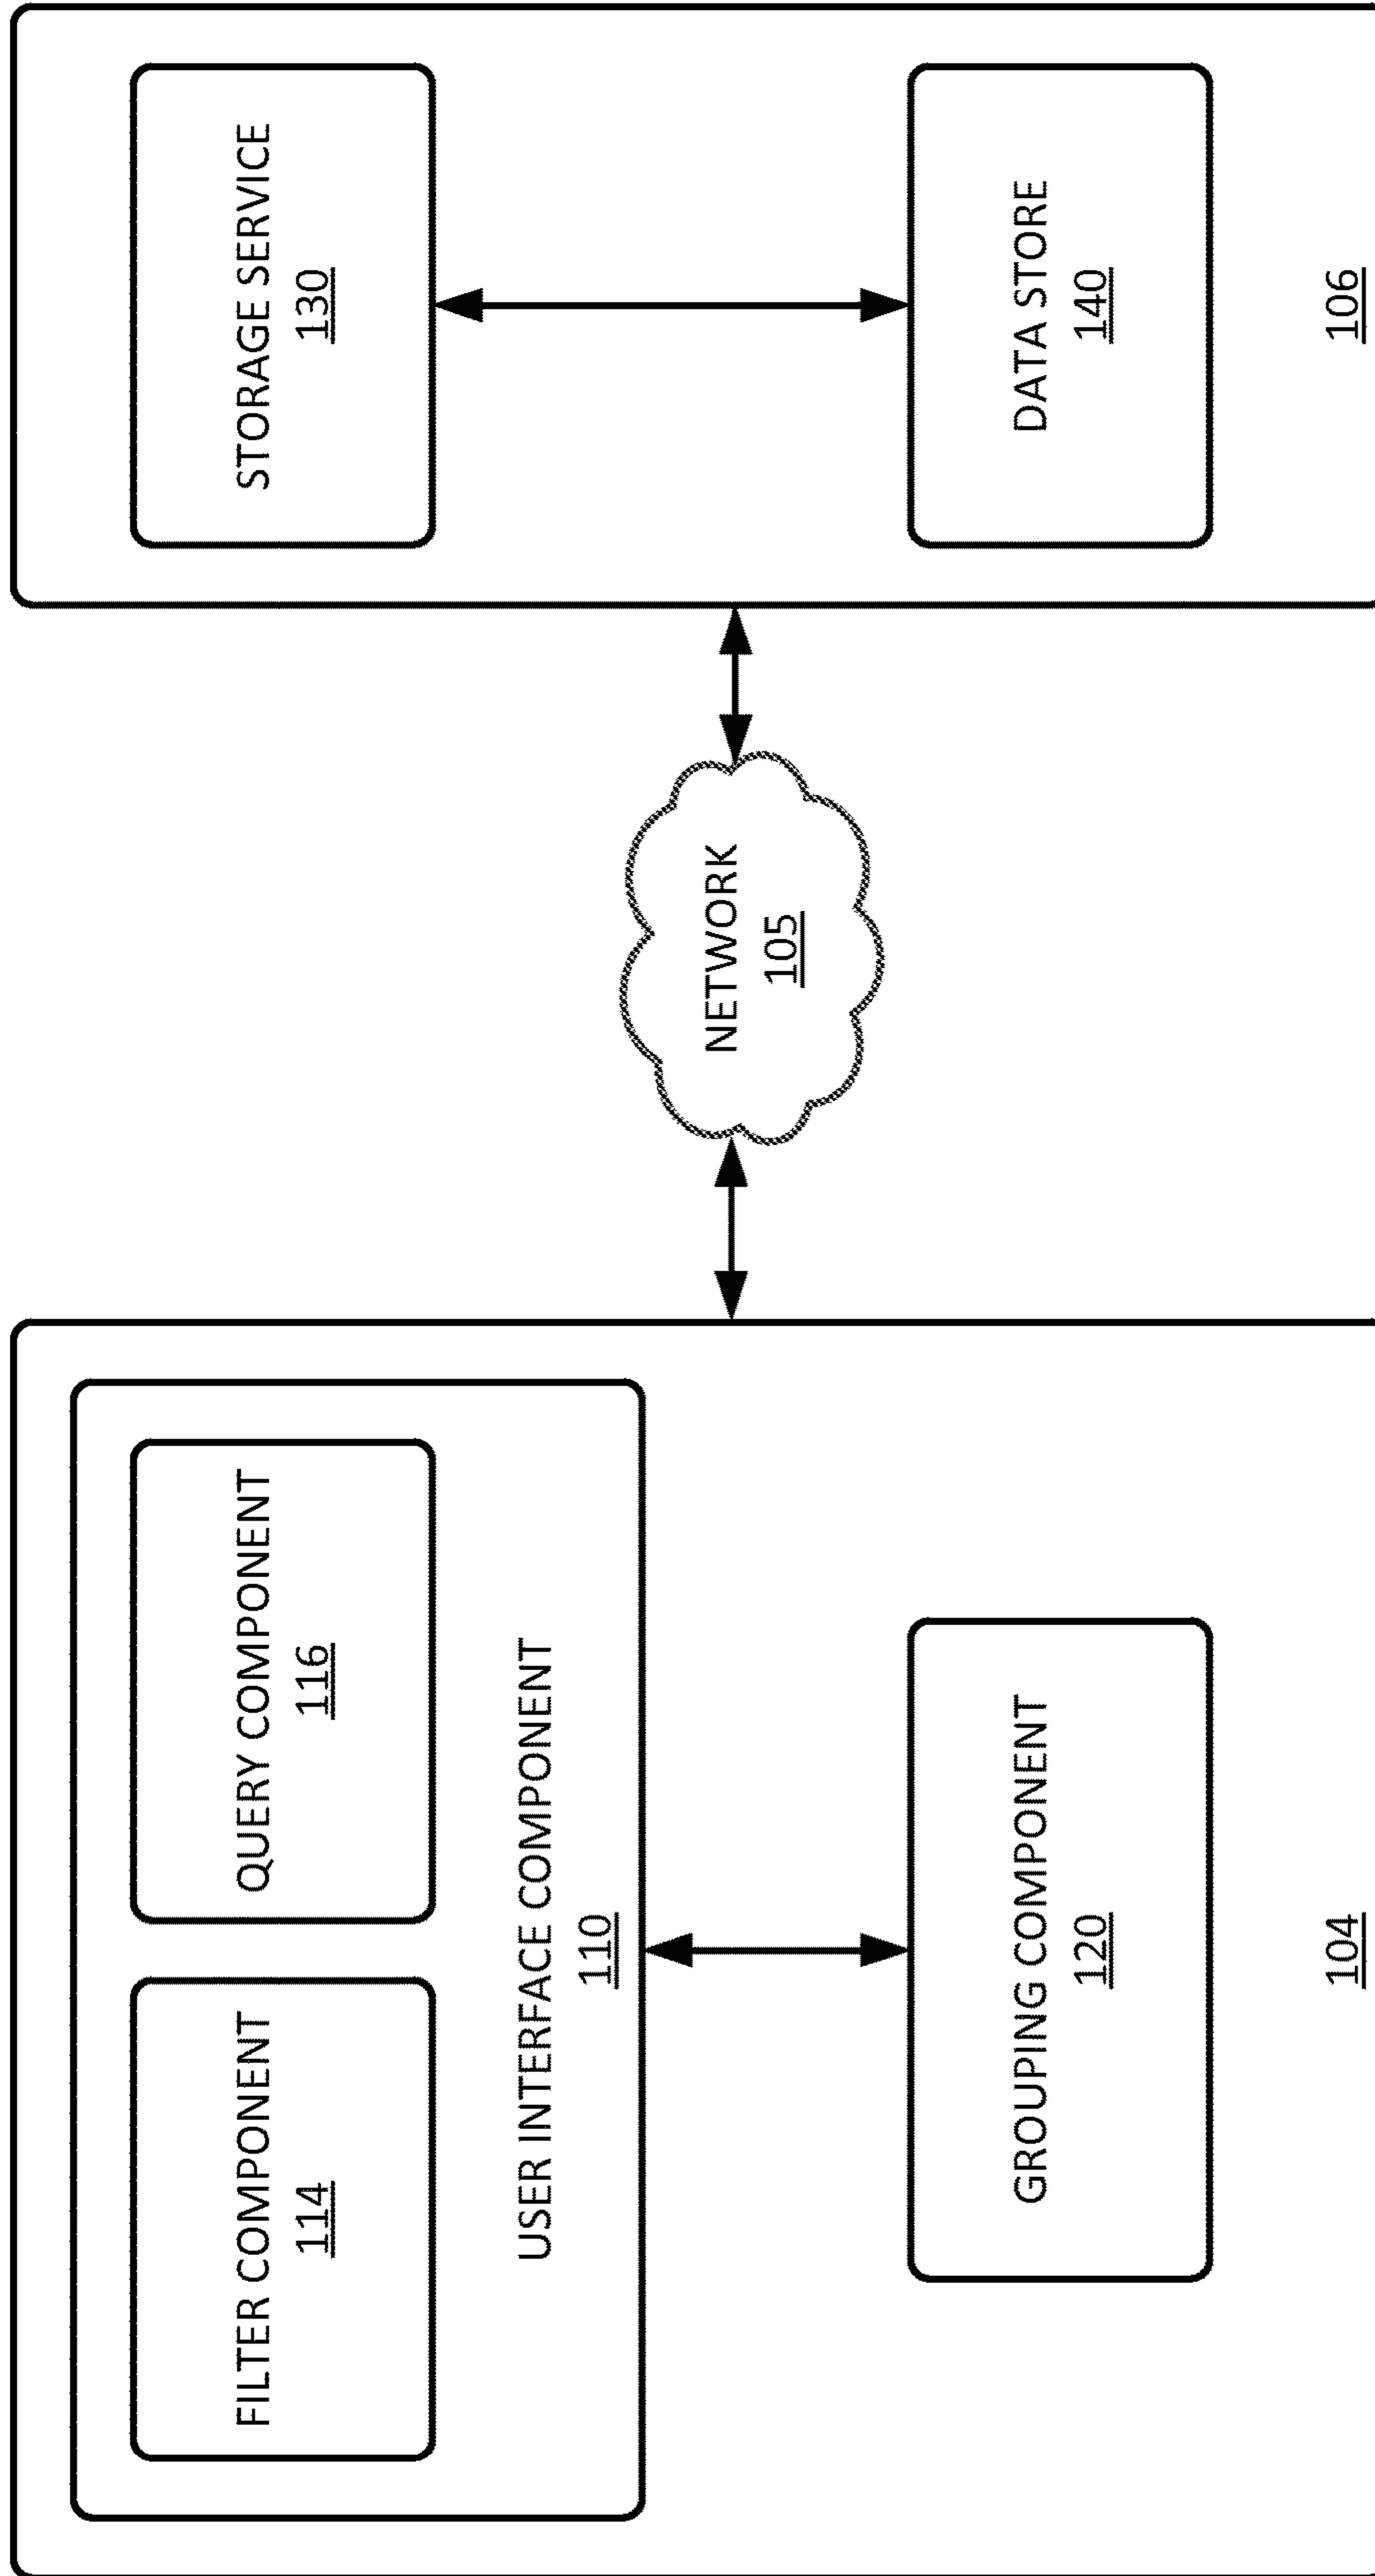 FILTER COMPONENT
114
QUERY COMPONENT
116
USER INTERFACE COMPONENT
110
GROUPING COMPONENT
120
104
NETWORK
105
STORAGE SERVICE
130
DATA STORE
140
106